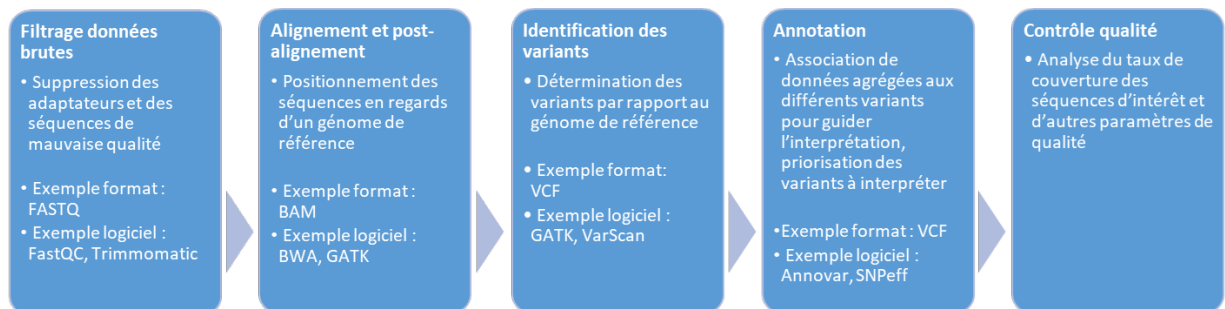 Filtrage données
brutes
• Suppression des
adaptateurs et des
séquences de
mauvaise qualité
• Exemple format :
FASTQ
• Exemple logiciel :
FastQC, Trimmomatic
Alignement et post-
alignement
• Positionnement des
séquences en regards
d’un génome de
référence
• Exemple format :
BAM
• Exemple logiciel :
BWA, GATK
Identification des
variants
• Détermination des
variants par rapport au
génome de référence
• Exemple format:
VCF
• Exemple logiciel :
GATK, VarScan
Annotation
• Association de
données agrégées aux
différents variants
pour guider
l’interprétation,
priorisation des
variants à interpréter
•Exemple format : VCF
• Exemple logiciel :
Annovar, SNPeff
Contrôle qualité
• Analyse du taux de
couverture des
séquences d’intérêt et
d’autres paramètres de
qualité